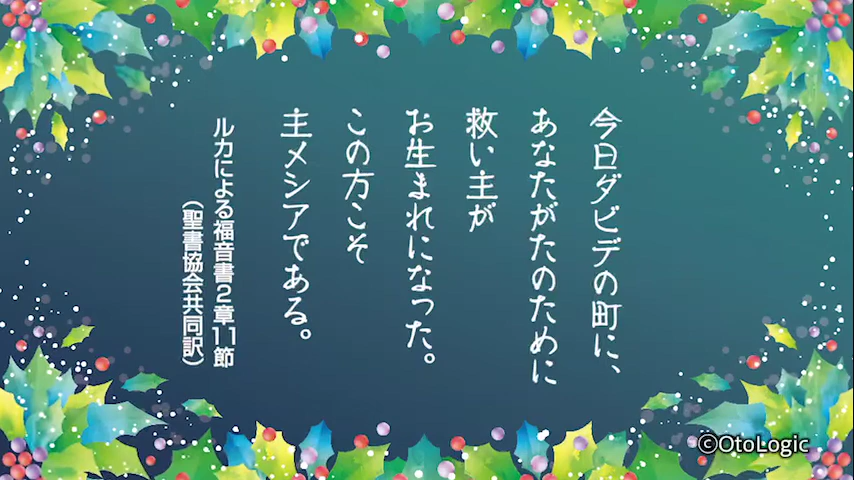 今日ダビデの町に、
あなたがたのために
救い主が
お生まれになった。
この方こそ
主メシアである。
ルカによる福音書2章11節
（聖書協会共同訳）
©OtoLogic